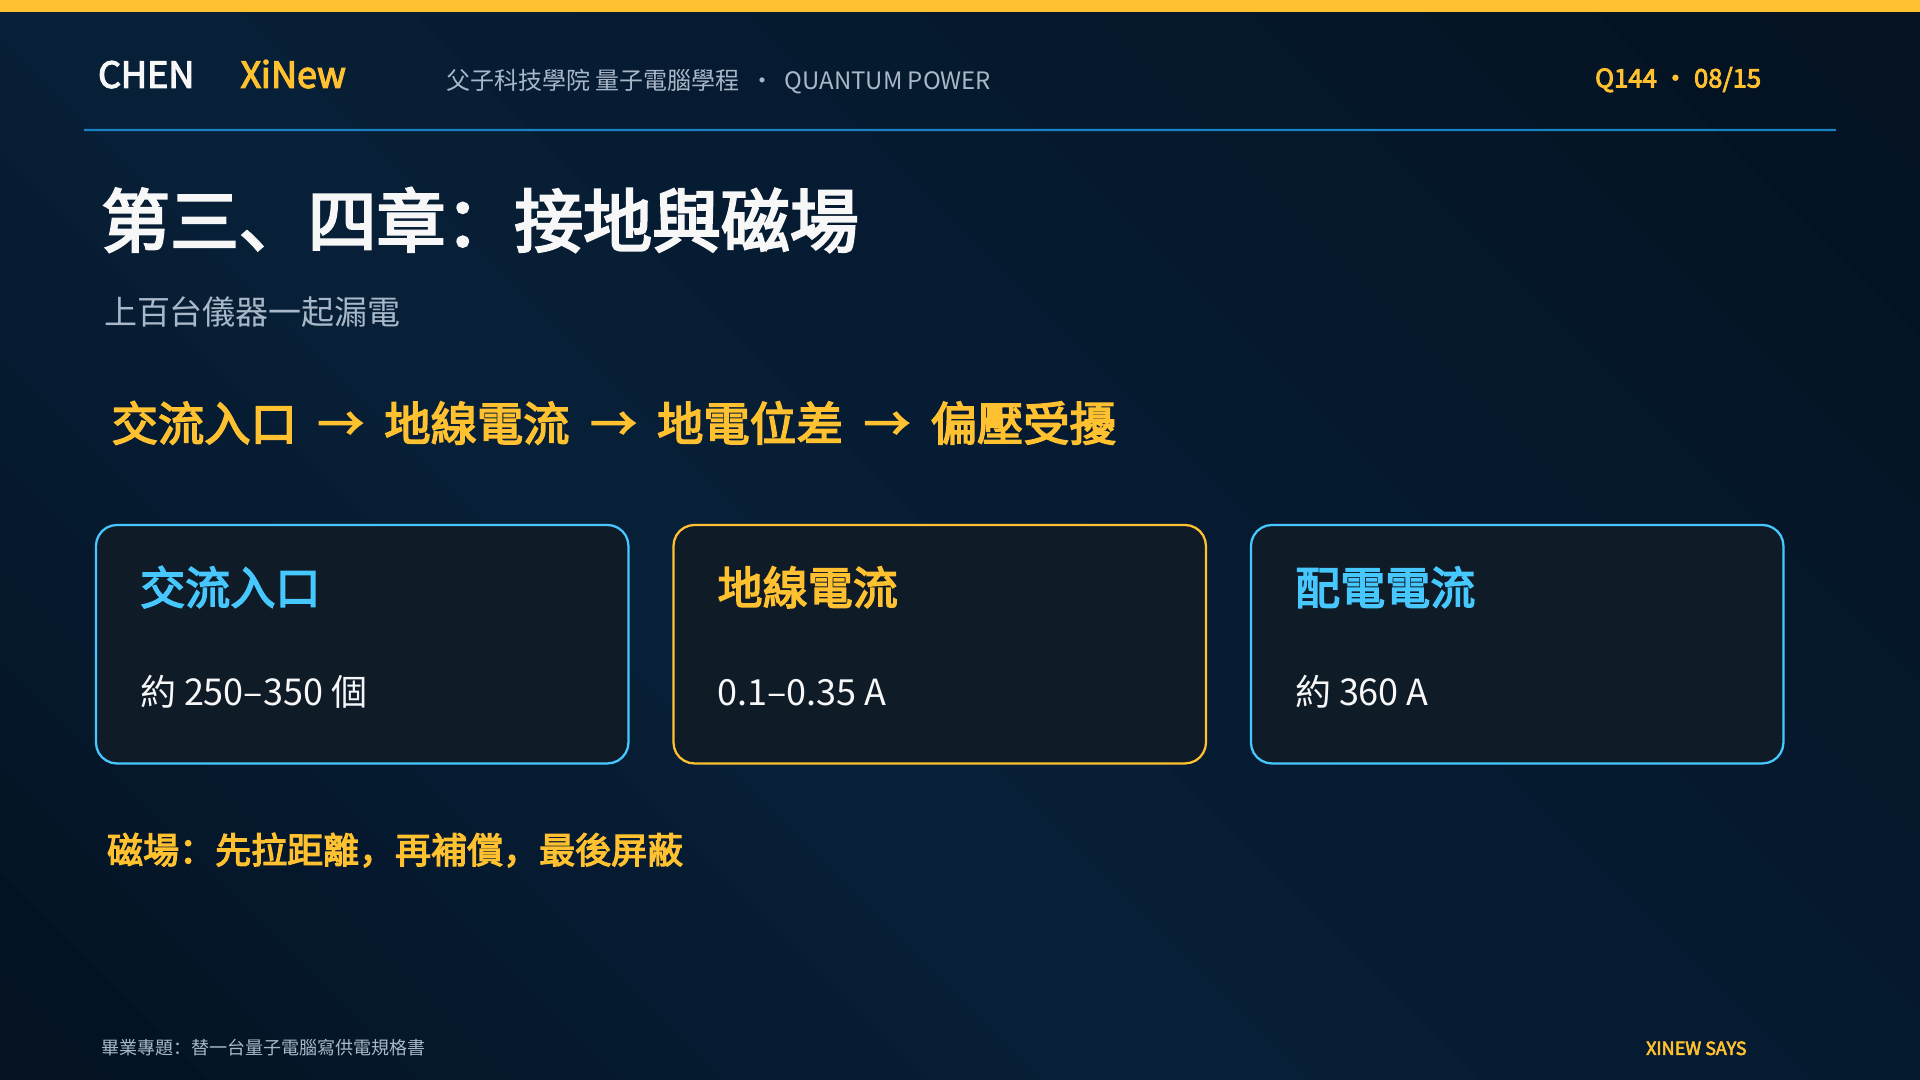 CHEN XiNew 父子科技學院 量子電腦學程 • QUANTUM POWER Q144 • 08/15
第三、四章：接地與磁場
上百台儀器一起漏電
交流入口 → 地線電流 → 地電位差 → 偏壓受擾
交流入口
約 250–350 個
地線電流
0.1–0.35 A
配電電流
約 360 A
磁場：先拉距離，再補償，最後屏蔽
畢業專題：替一台量子電腦寫供電規格書
XINEW SAYS